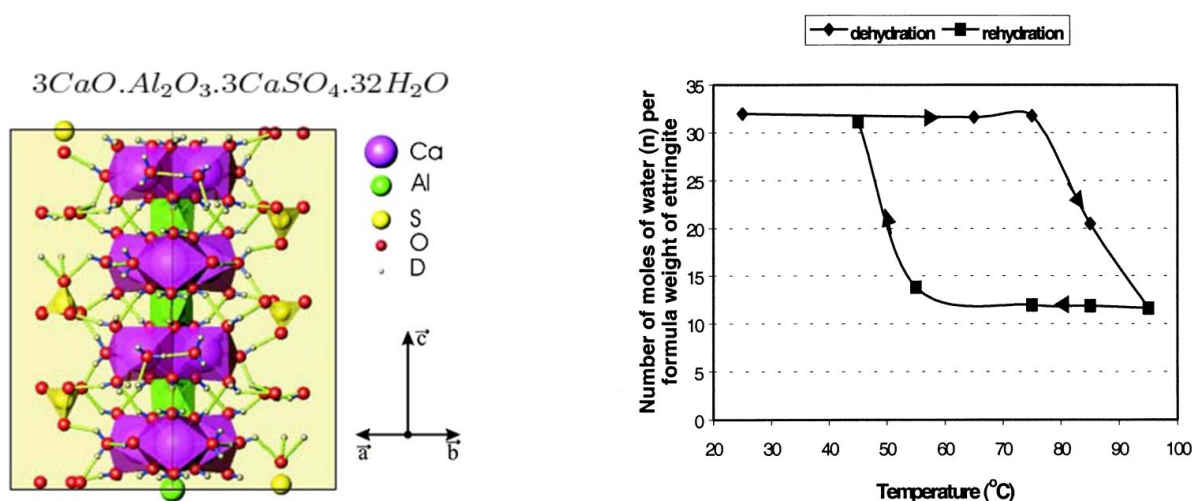 3CaO.Al₂O₃.3CaSO₄.32H₂O
Ca
Al
S
O
D
c
a
b
dehydration rehydration
Number of moles of water (n) per
formula weight of ettringite
35
30
25
20
15
10
5
0
20 30 40 50 60 70 80 90 100
Temperature (°C)